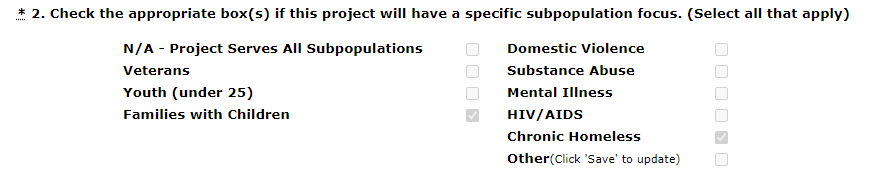 * 2. Check the appropriate box(s) if this project will have a specific subpopulation focus. (Select all that apply)
N/A - Project Serves All Subpopulations
Domestic Violence
Veterans
Substance Abuse
Youth (under 25)
Mental Illness
Families with Children
HIV/AIDS
Chronic Homeless
Other(Click 'Save' to update)